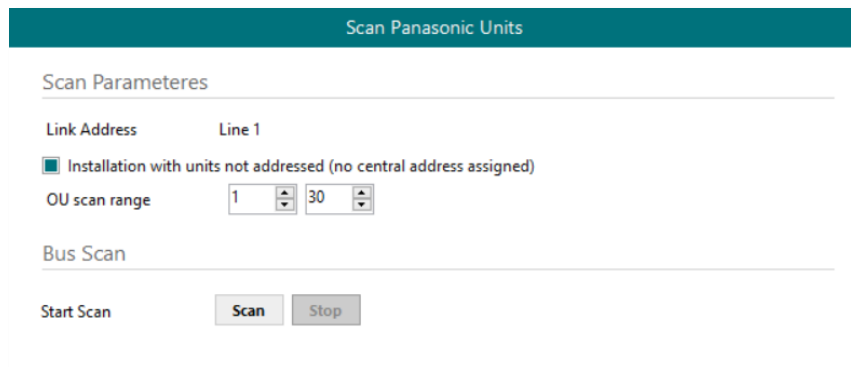 Scan Panasonic Units
Scan Parameteres
Link Address Line 1
Installation with units not addressed (no central address assigned)
OU scan range 1 30
Bus Scan
Start Scan Scan Stop